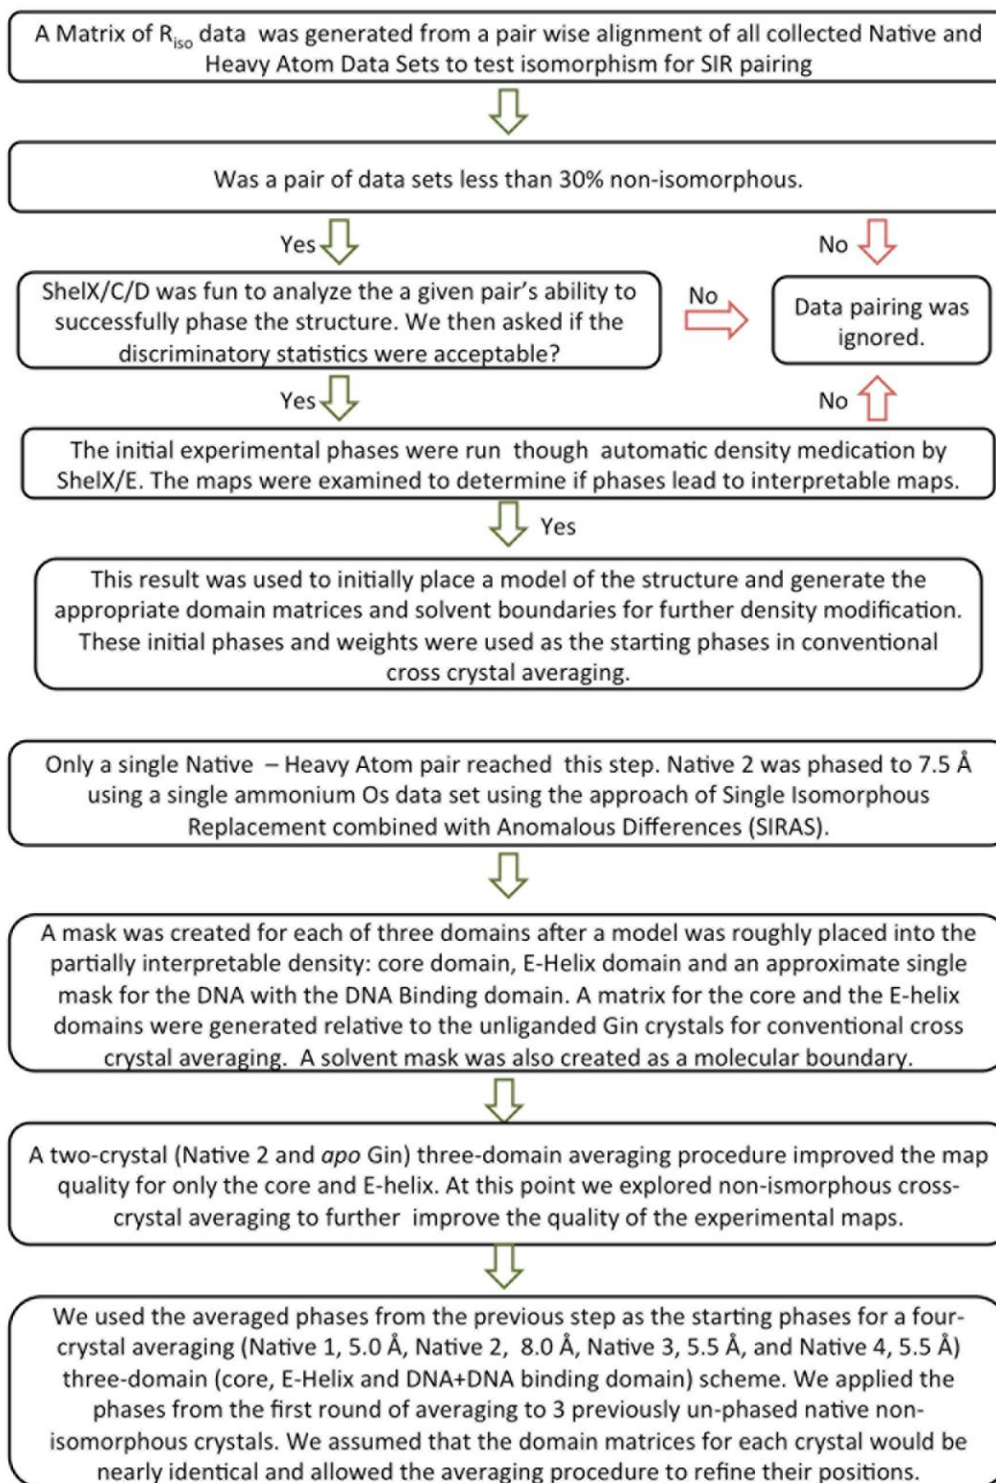 A Matrix of Riso data was generated from a pair wise alignment of all collected Native and
Heavy Atom Data Sets to test isomorphism for SIR pairing
Was a pair of data sets less than 30% non-isomorphous.
Yes
No
ShelX/C/D was fun to analyze the a given pair's ability to
successfully phase the structure. We then asked if the
discriminatory statistics were acceptable?
No
Data pairing was
ignored.
Yes
No
The initial experimental phases were run though automatic density medication by
ShelX/E. The maps were examined to determine if phases lead to interpretable maps.
Yes
This result was used to initially place a model of the structure and generate the
appropriate domain matrices and solvent boundaries for further density modification.
These initial phases and weights were used as the starting phases in conventional
cross crystal averaging.
Only a single Native – Heavy Atom pair reached this step. Native 2 was phased to 7.5 Å
using a single ammonium Os data set using the approach of Single Isomorphous
Replacement combined with Anomalous Differences (SIRAS).
A mask was created for each of three domains after a model was roughly placed into the
partially interpretable density: core domain, E-Helix domain and an approximate single
mask for the DNA with the DNA Binding domain. A matrix for the core and the E-helix
domains were generated relative to the unliganded Gin crystals for conventional cross
crystal averaging. A solvent mask was also created as a molecular boundary.
A two-crystal (Native 2 and apo Gin) three-domain averaging procedure improved the map
quality for only the core and E-helix. At this point we explored non-ismorphous cross-
crystal averaging to further improve the quality of the experimental maps.
We used the averaged phases from the previous step as the starting phases for a four-
crystal averaging (Native 1, 5.0 Å, Native 2, 8.0 Å, Native 3, 5.5 Å, and Native 4, 5.5 Å)
three-domain (core, E-Helix and DNA+DNA binding domain) scheme. We applied the
phases from the first round of averaging to 3 previously un-phased native non-
isomorphous crystals. We assumed that the domain matrices for each crystal would be
nearly identical and allowed the averaging procedure to refine their positions.